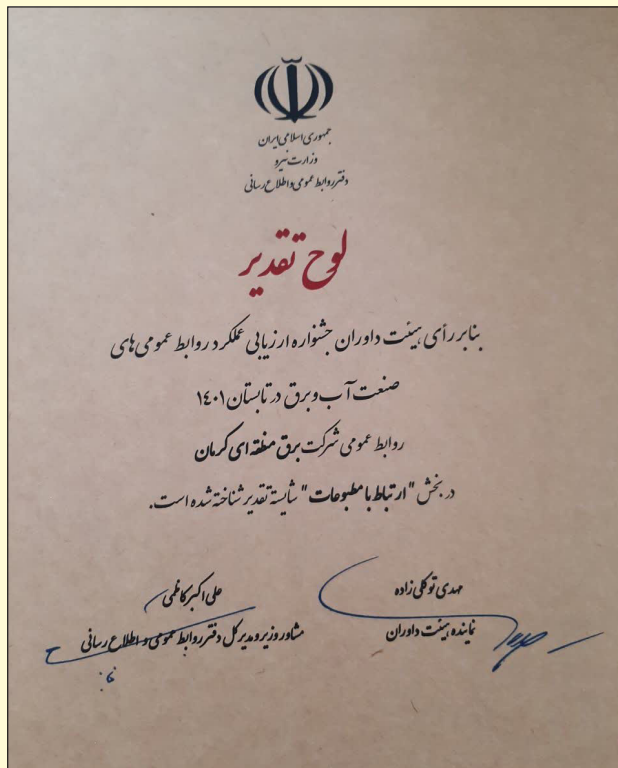 جمهوری اسلامی ایران
وزارت نیرو
دفتر روابط عمومی و اطلاع رسانی
لوح تقدیر
بنابر رأی هیئت داوران جشنواره ارزیابی عملکرد روابط عمومی های
صنعت آب و برق در تابستان ۱٤۰۱
روابط عمومی شرکت برق منطقه ای کرمان
در بخش "ارتباط با مطبوعات" شایسته تقدیر شناخته شده است.
مهدی توکلی زاده
نماینده هیئت داوران
علی اکبر کاظمی
مشاور وزیر و مدیر کل دفتر روابط عمومی و اطلاع رسانی